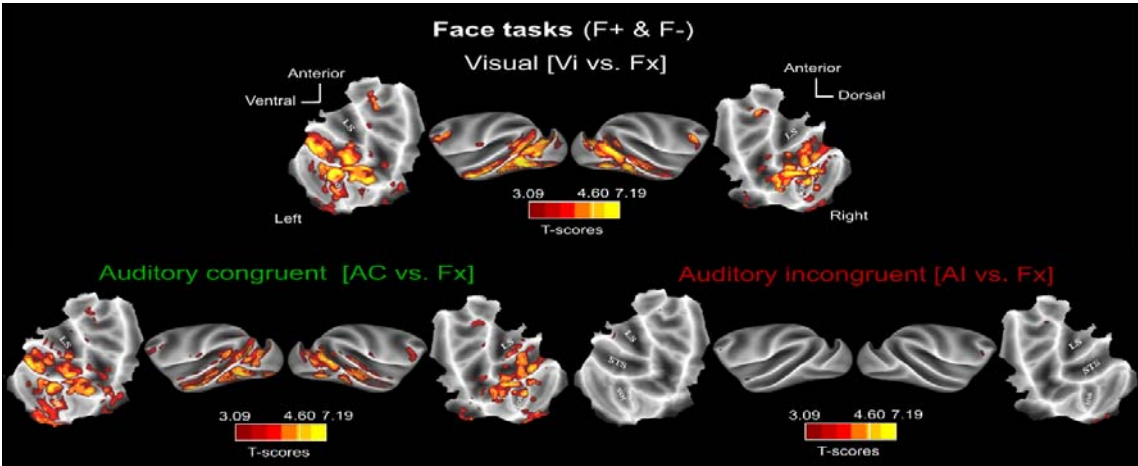 Face tasks (F+ & F-)
Visual [Vi vs. Fx]
Anterior
Ventral
Anterior
Dorsal
LS
LS
3.09 4.60 7.19
T-scores
Left
Right
Auditory congruent [AC vs. Fx]
Auditory incongruent [AI vs. Fx]
LS
LS
LS
STS
LS
STS
3.09 4.60 7.19
T-scores
3.09 4.60 7.19
T-scores